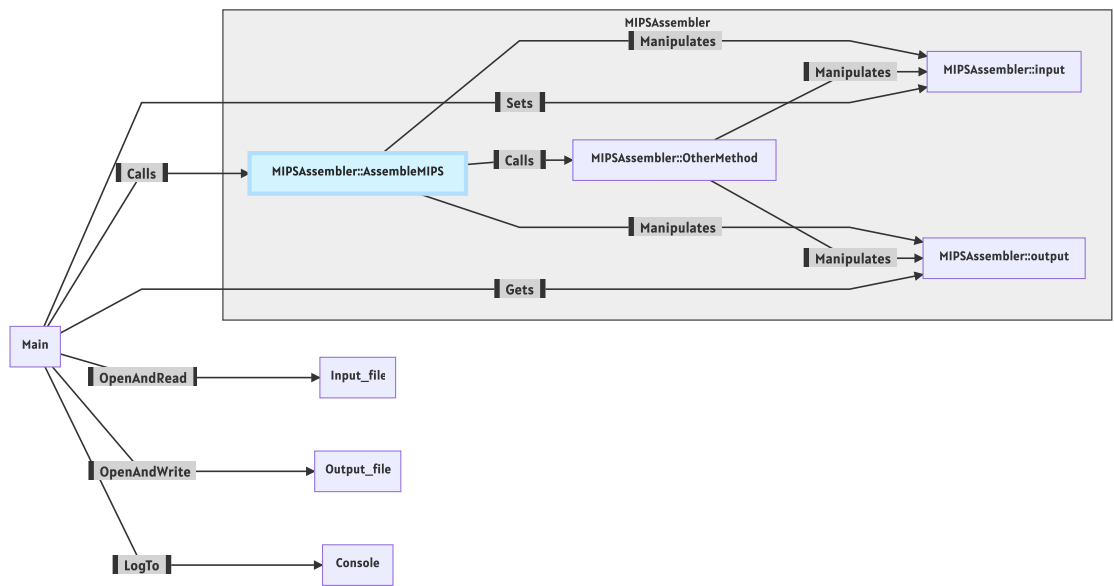 MIPSAssembler
Manipulates
MIPSAssembler::input
Manipulates
Sets
MIPSAssembler::AssembleMIPS
Calls
MIPSAssembler::OtherMethod
Calls
Manipulates
MIPSAssembler::output
Manipulates
Gets
Main
OpenAndRead
Input_file
OpenAndWrite
Output_file
LogTo
Console